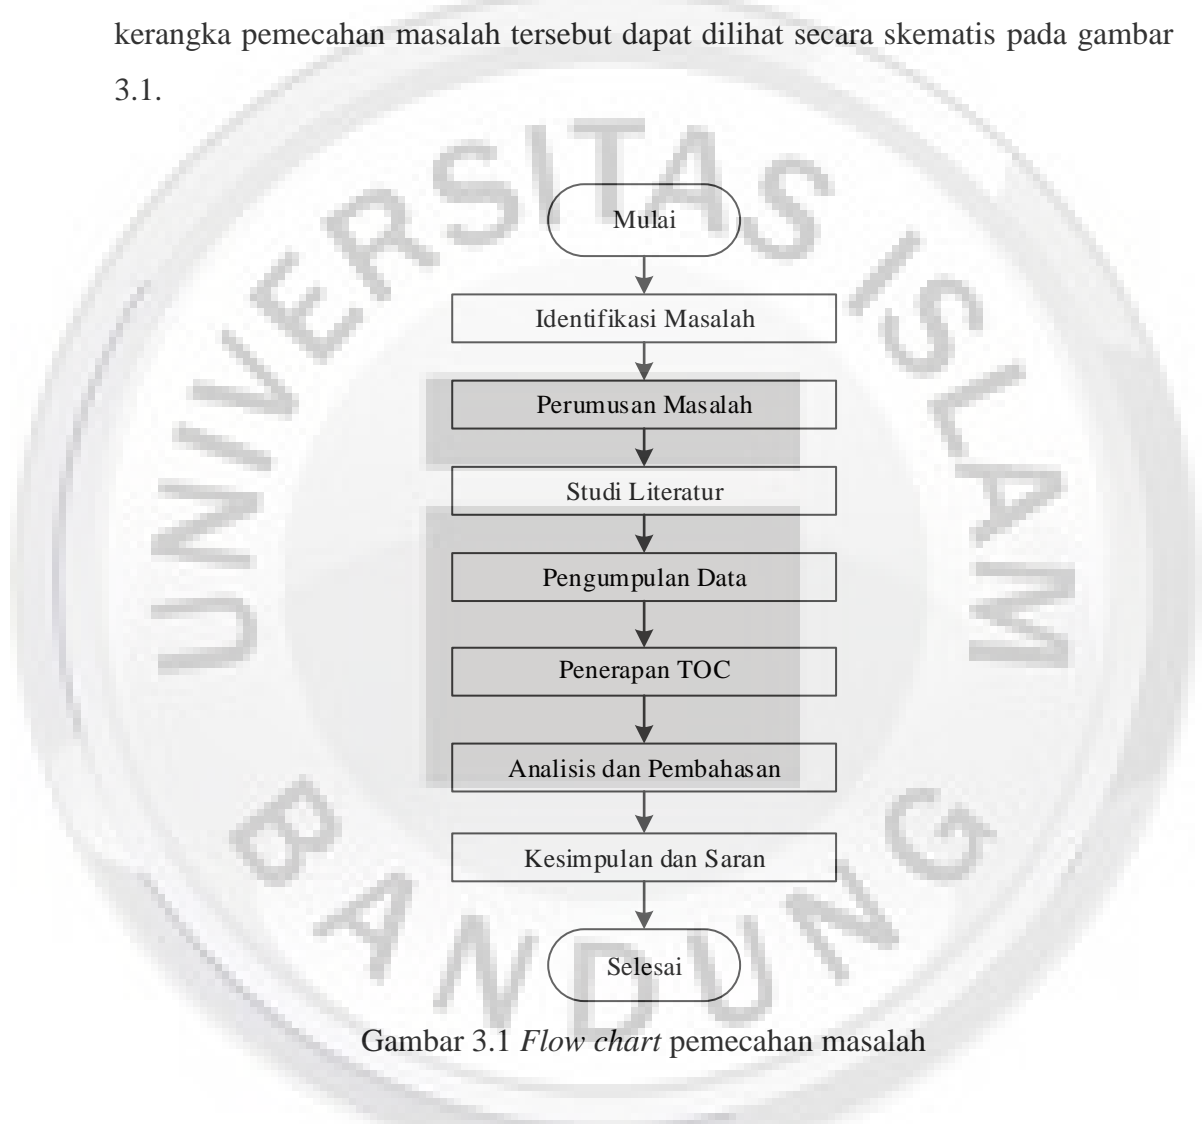 kerangka pemecahan masalah tersebut dapat dilihat secara skematis pada gambar
3.1.
UNIVERSITAS ISLAM
Mulai
Identifikasi Masalah
Perumusan Masalah
Studi Literatur
Pengumpulan Data
Penerapan TOC
Analisis dan Pembahasan
Kesimpulan dan Saran
Selesai
BANDUNG
Gambar 3.1 Flow chart pemecahan masalah